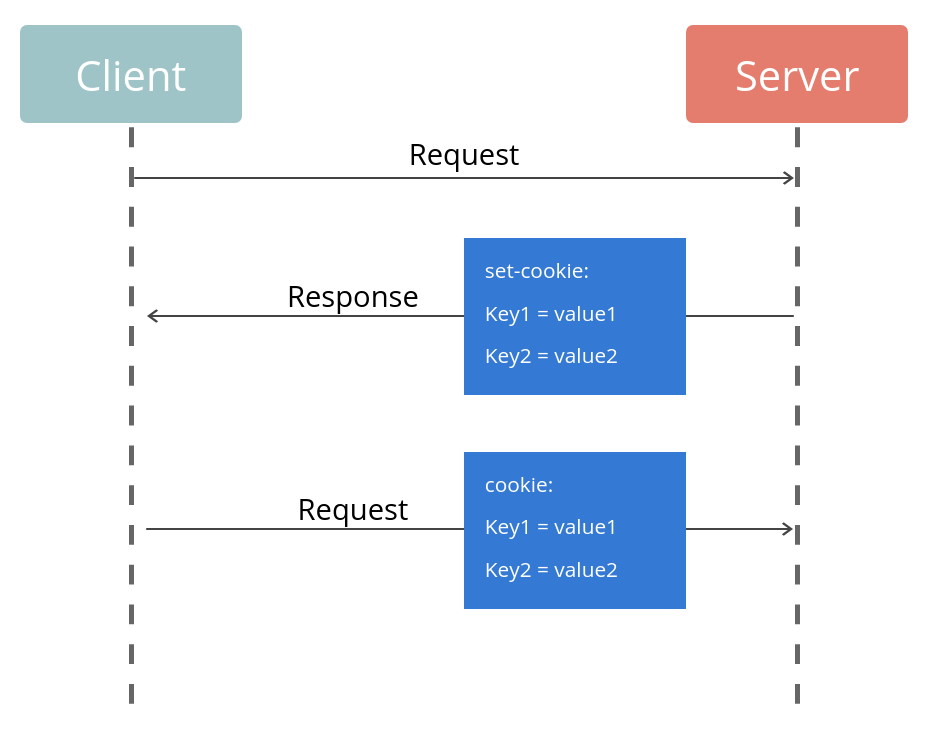 Client
Server
Request
Response
set-cookie:
Key1 = value1
Key2 = value2
Request
cookie:
Key1 = value1
Key2 = value2